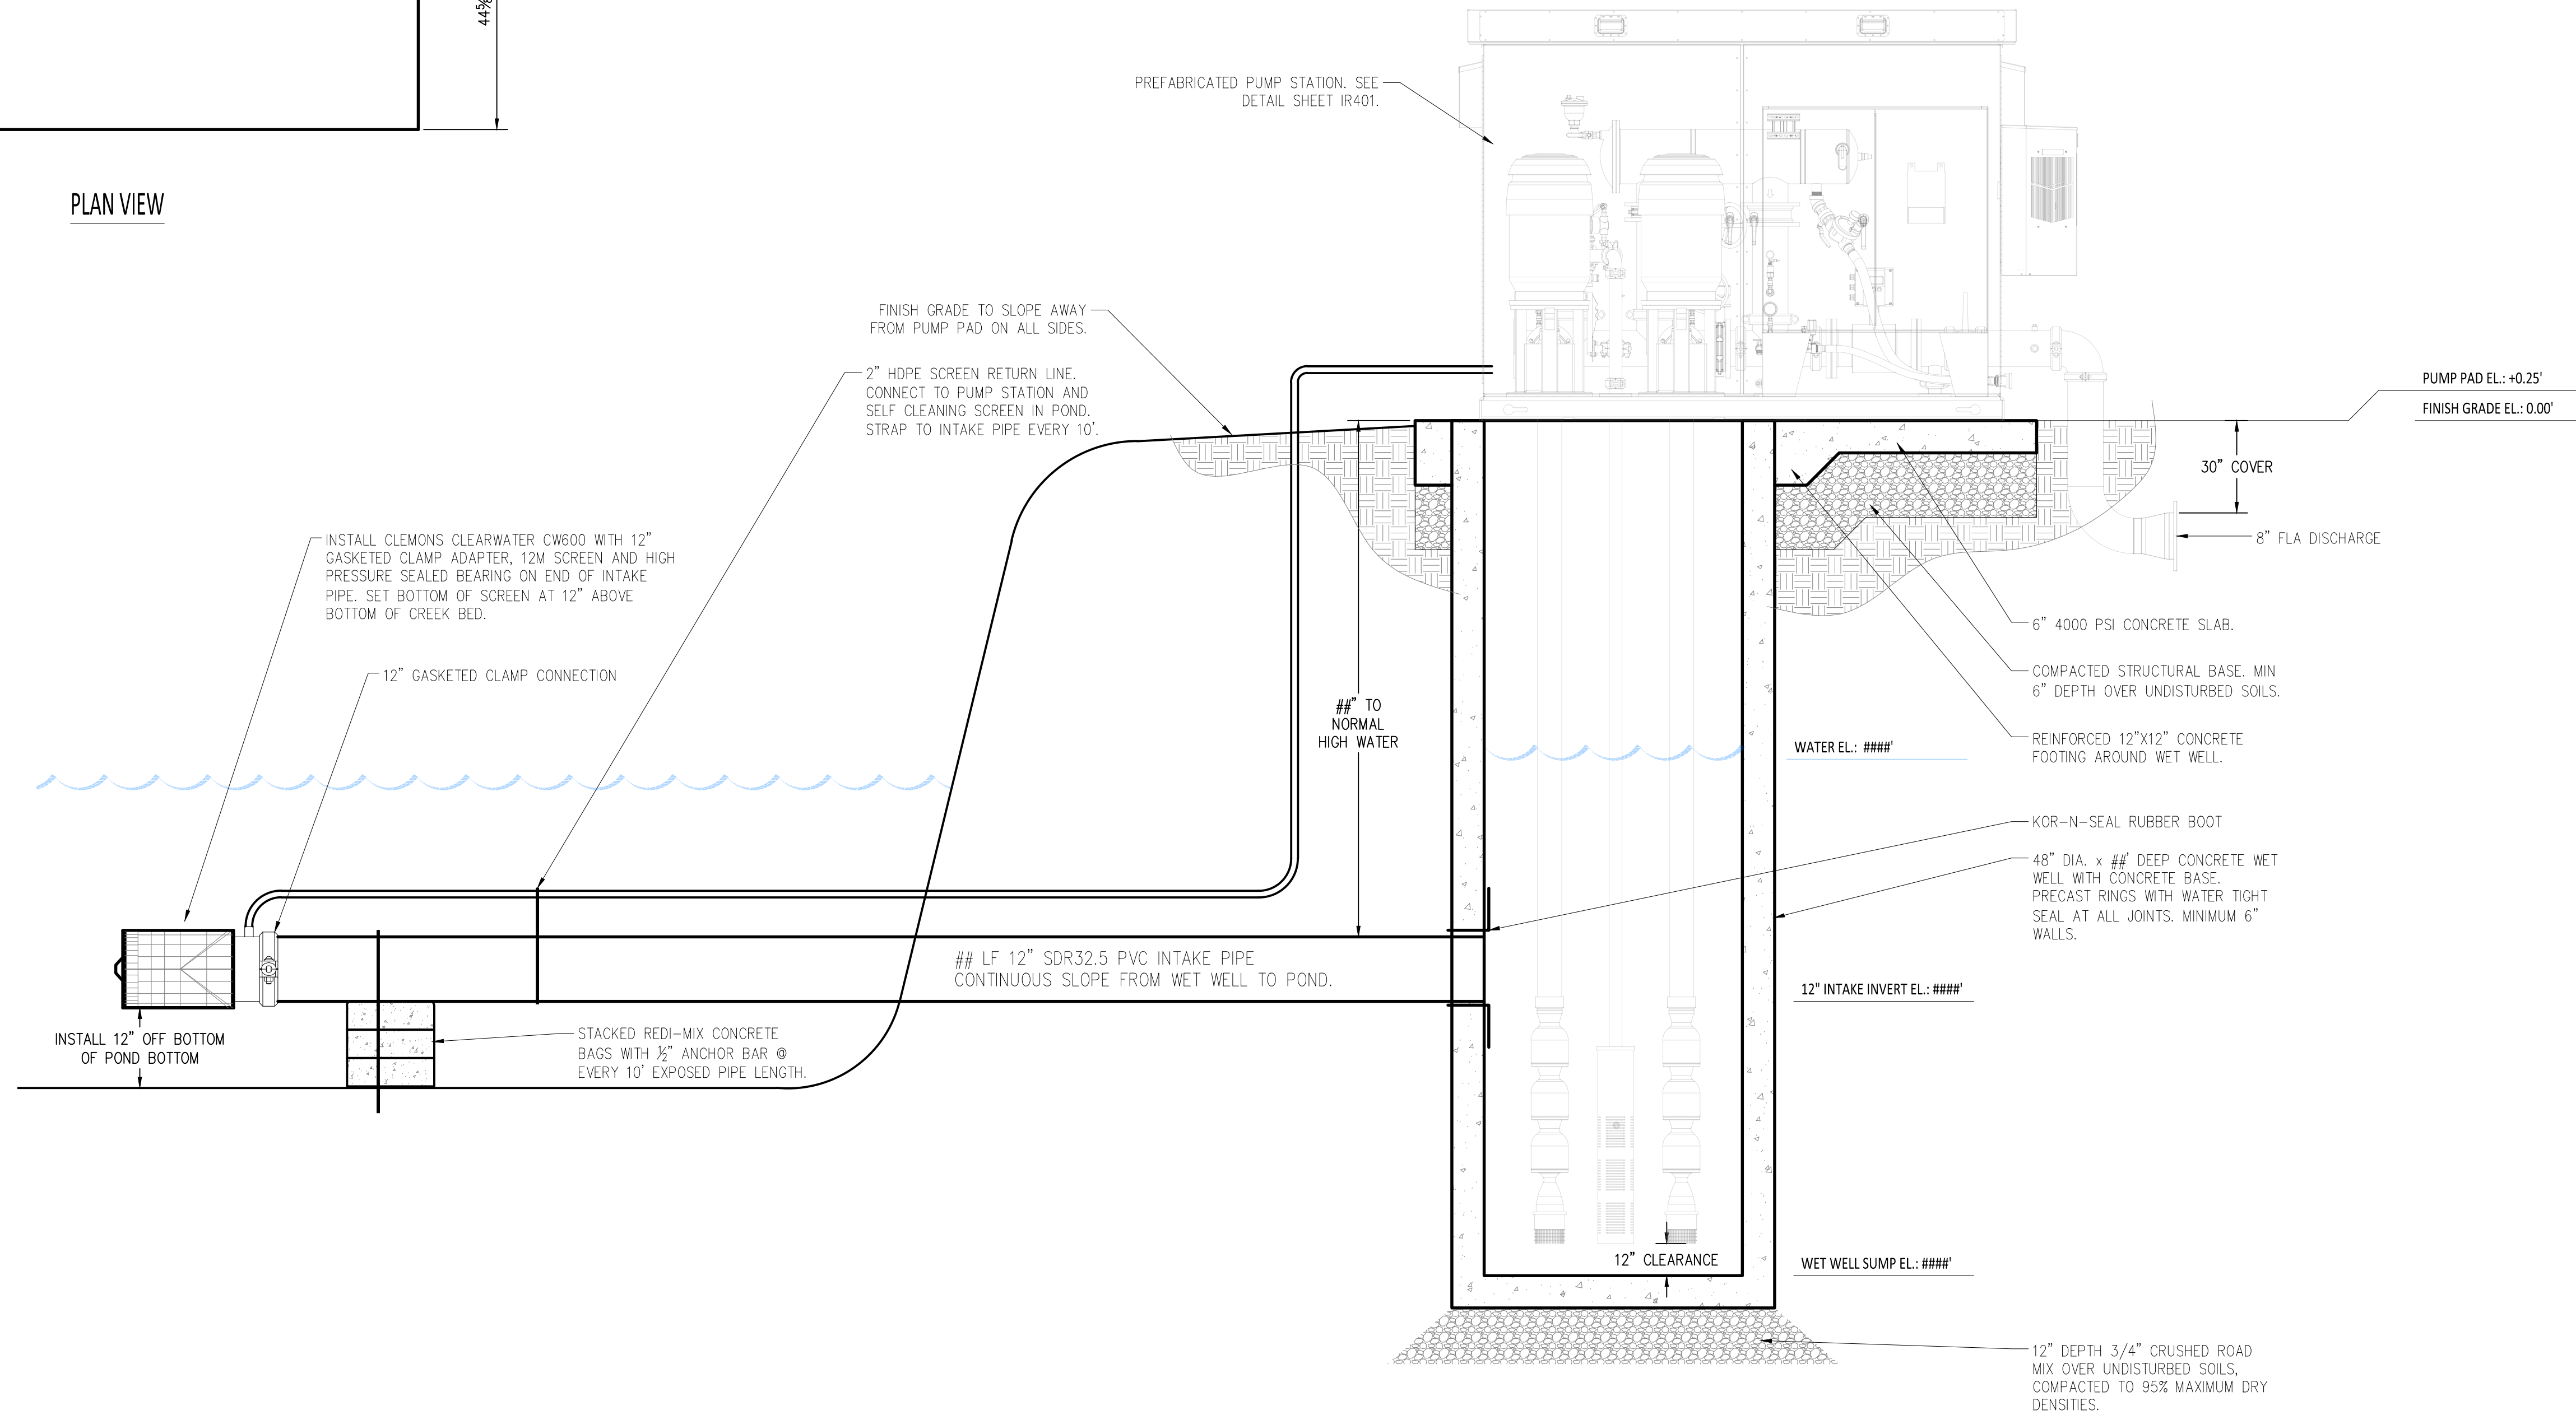 44⅝
PLAN VIEW
PREFABRICATED PUMP STATION. SEE
DETAIL SHEET IR401.
FINISH GRADE TO SLOPE AWAY
FROM PUMP PAD ON ALL SIDES.
2" HDPE SCREEN RETURN LINE.
CONNECT TO PUMP STATION AND
SELF CLEANING SCREEN IN POND.
STRAP TO INTAKE PIPE EVERY 10'.
PUMP PAD EL.: +0.25'
FINISH GRADE EL.: 0.00'
30" COVER
8" FLA DISCHARGE
INSTALL CLEMONS CLEARWATER CW600 WITH 12"
GASKETED CLAMP ADAPTER, 12M SCREEN AND HIGH
PRESSURE SEALED BEARING ON END OF INTAKE
PIPE. SET BOTTOM OF SCREEN AT 12" ABOVE
BOTTOM OF CREEK BED.
12" GASKETED CLAMP CONNECTION
6" 4000 PSI CONCRETE SLAB.
COMPACTED STRUCTURAL BASE. MIN
6" DEPTH OVER UNDISTURBED SOILS.
REINFORCED 12"X12" CONCRETE
FOOTING AROUND WET WELL.
##" TO
NORMAL
HIGH WATER
WATER EL.: ####'
KOR-N-SEAL RUBBER BOOT
48" DIA. x ##' DEEP CONCRETE WET
WELL WITH CONCRETE BASE.
PRECAST RINGS WITH WATER TIGHT
SEAL AT ALL JOINTS. MINIMUM 6"
WALLS.
## LF 12" SDR32.5 PVC INTAKE PIPE
CONTINUOUS SLOPE FROM WET WELL TO POND.
12" INTAKE INVERT EL.: ####'
INSTALL 12" OFF BOTTOM
OF POND BOTTOM
STACKED REDI-MIX CONCRETE
BAGS WITH ½" ANCHOR BAR @
EVERY 10' EXPOSED PIPE LENGTH.
12" CLEARANCE
WET WELL SUMP EL.: ####'
12" DEPTH 3/4" CRUSHED ROAD
MIX OVER UNDISTURBED SOILS,
COMPACTED TO 95% MAXIMUM DRY
DENSITIES.